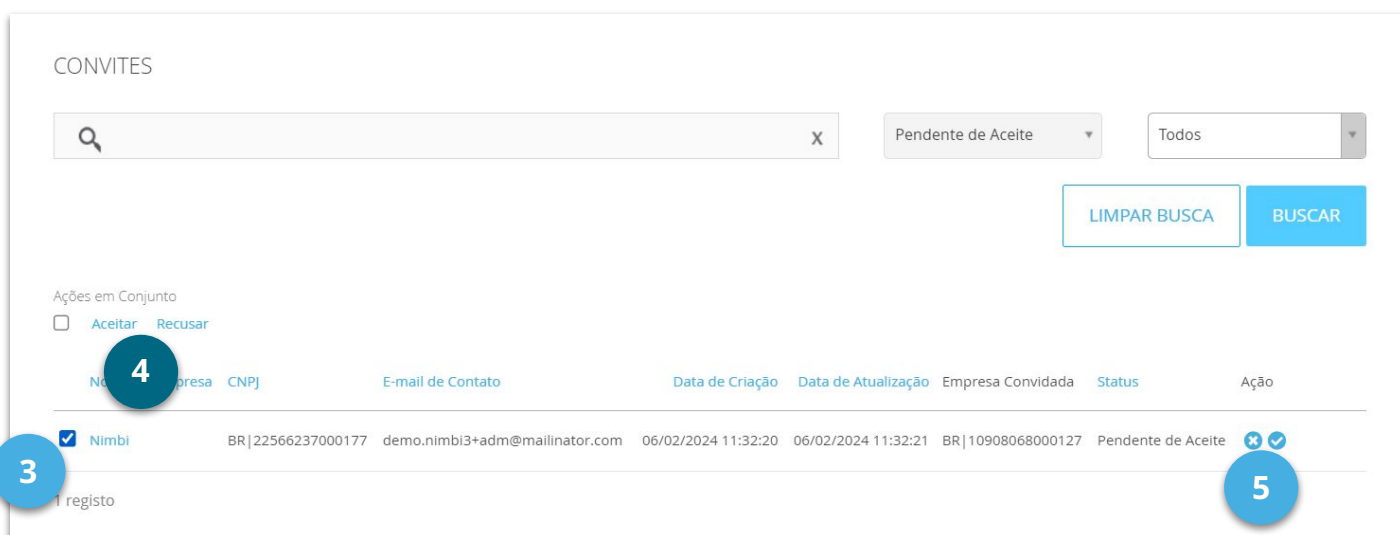 CONVITES
X Pendente de Aceite Todos
LIMPAR BUSCA BUSCAR
Ações em Conjunto
Aceitar Recusar
4
CNPJ E-mail de Contato Data de Criação Data de Atualização Empresa Convidada Status Ação
Nimbi BR|22566237000177 demo.nimbi3+adm@mailinator.com 06/02/2024 11:32:20 06/02/2024 11:32:21 BR|10908068000127 Pendente de Aceite
3
5
1 registo